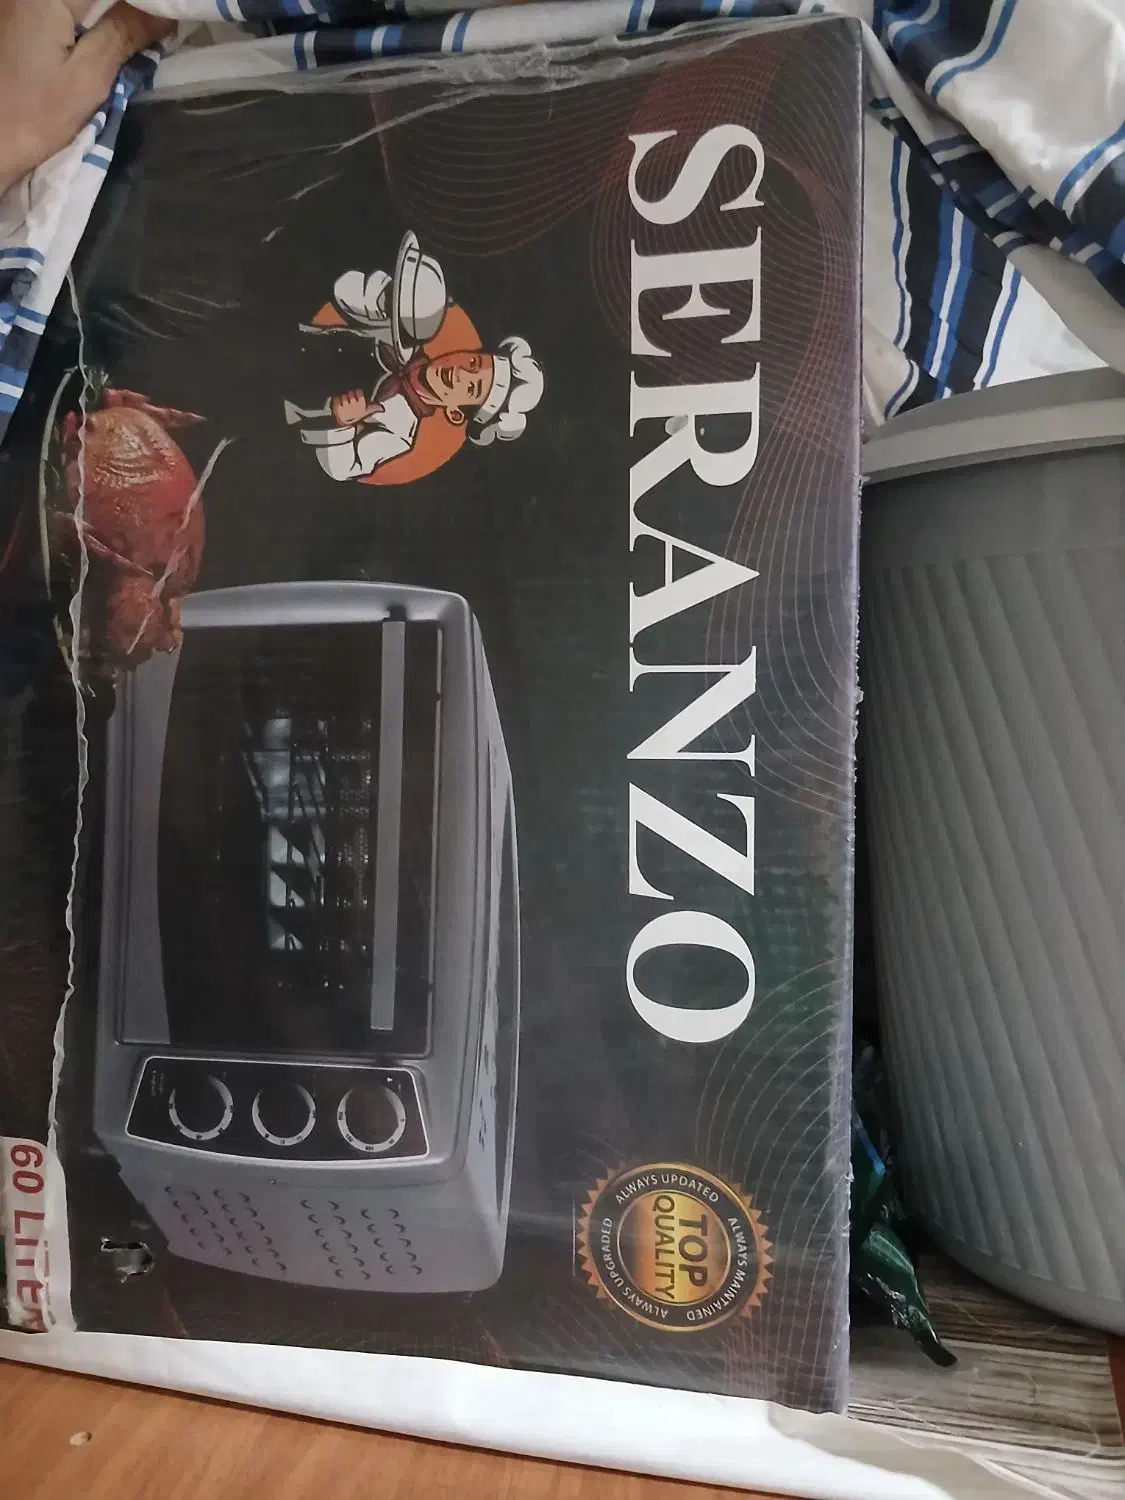 SERANZO
ALWAYS UPDATED
ALWAYS MAINTAINED
ALWAYS UPGRADED
TOP
QUALITY
60 LITER